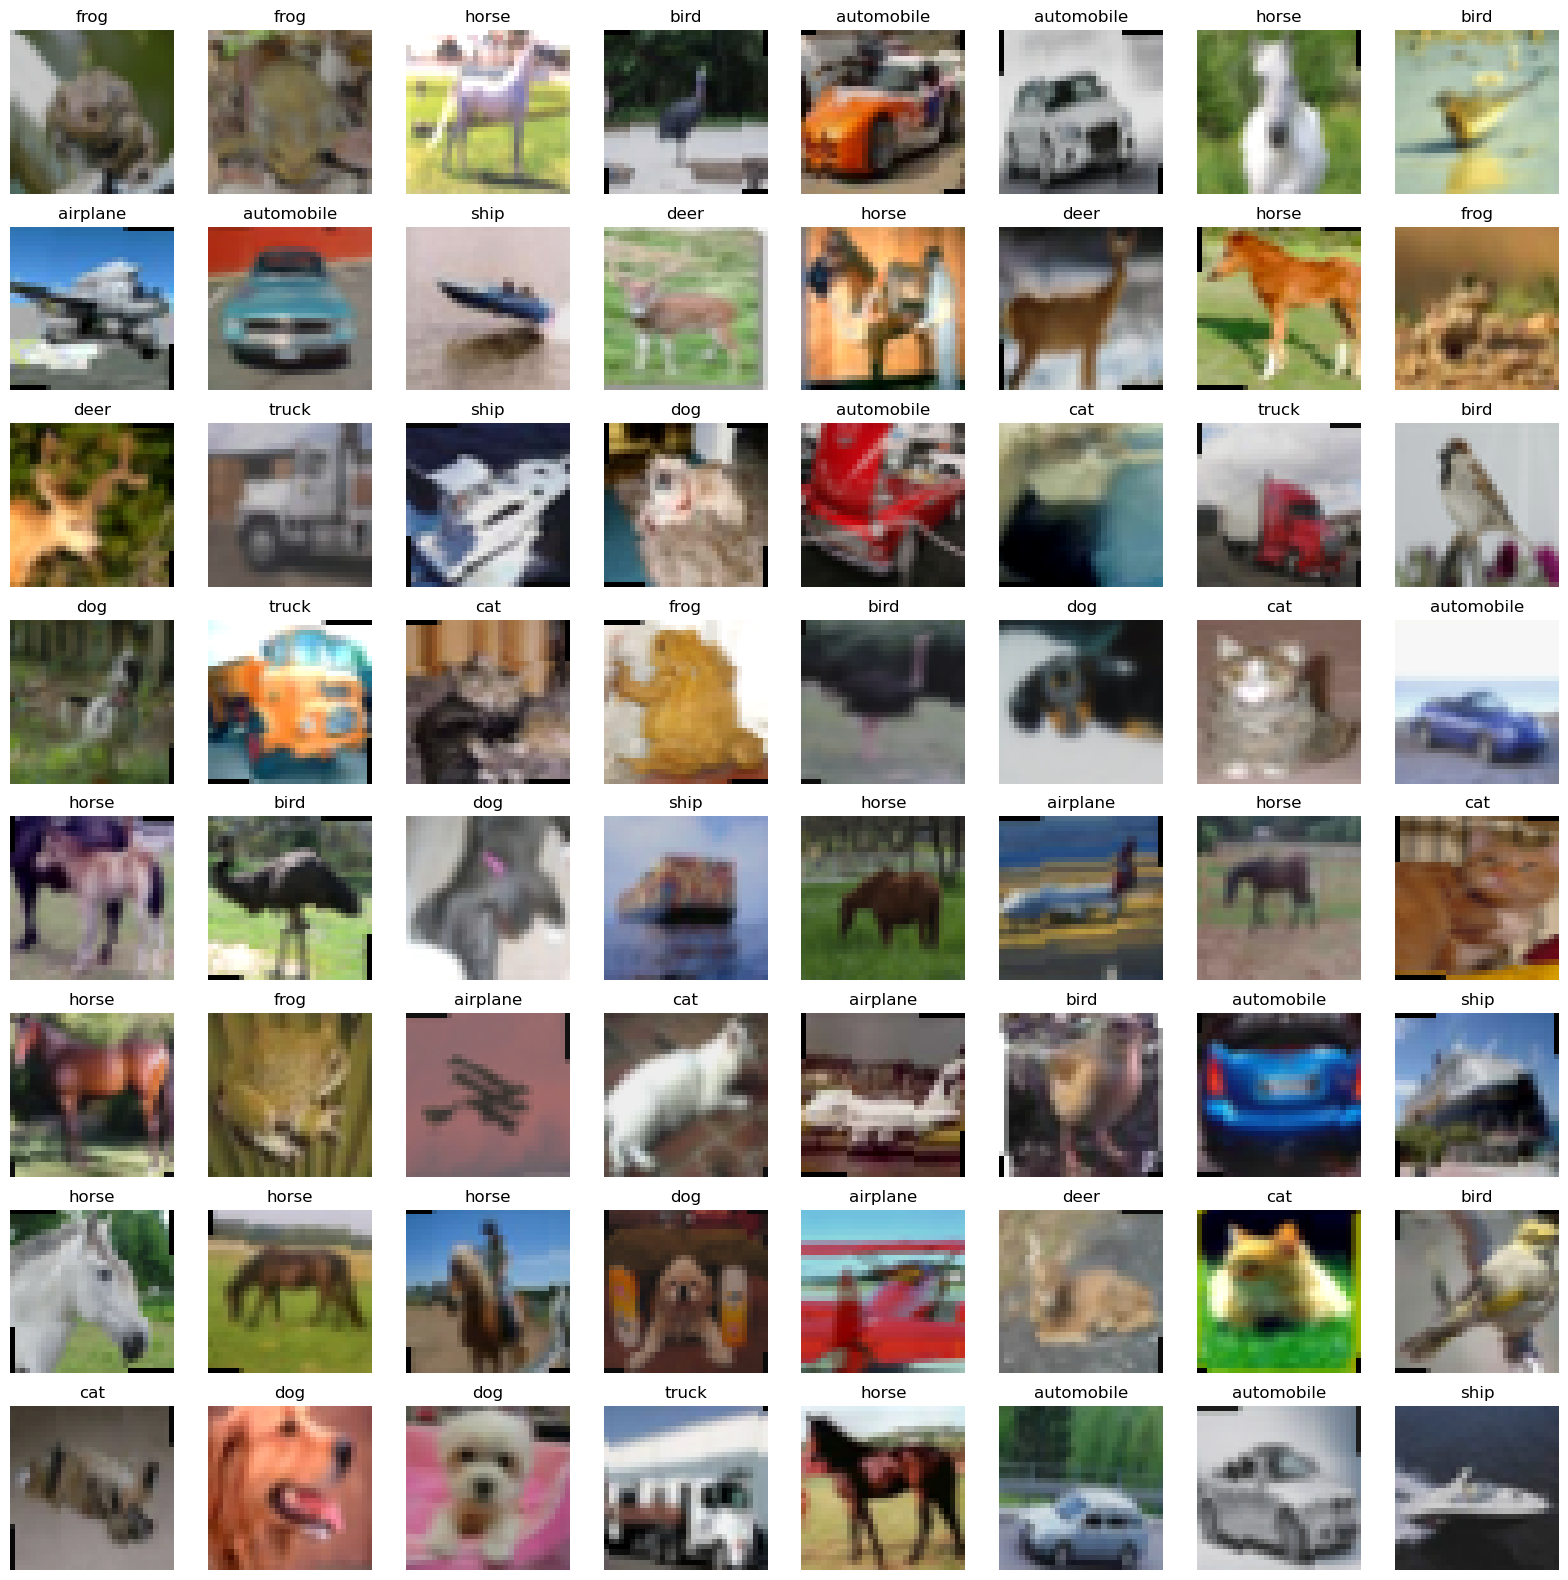 frog frog horse bird automobile automobile horse bird
airplane automobile ship deer horse deer horse frog
deer truck ship dog automobile cat truck bird
dog truck cat frog bird dog cat automobile
horse bird dog ship horse airplane horse cat
horse frog airplane cat airplane bird automobile ship
horse horse horse dog airplane deer cat bird
cat dog dog truck horse automobile automobile ship